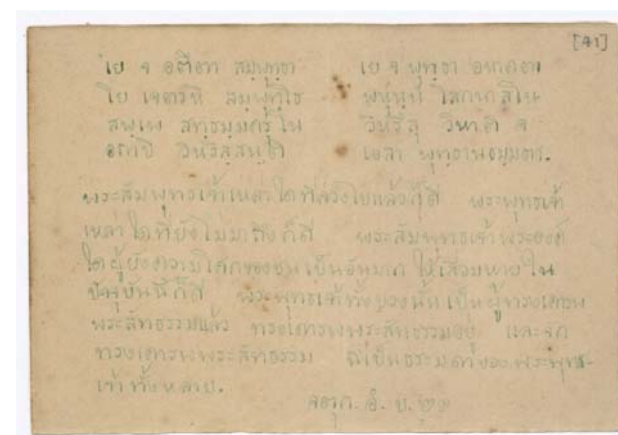 [41]
เย จ อตีตา สมฺพุทฺธา เย จ พุทฺธา อนาคตา
โย เจตรหิ สมฺพุทฺโธ พหุนฺนํ โสกนาสโน
สพฺเพ สทฺธมฺมครุโน วิหรึสุ วิหาติ จ
อถาปิ วิหริสฺสนฺติ เอสา พุทฺธานธมฺมตา.
พระสัมพุทธเจ้าเหล่าใดที่ล่วงไปแล้วก็ดี พระพุทธเจ้า
เหล่าใดที่ยังไม่มาถึงก็ดี พระสัมพุทธเจ้าพระองค์
ใดผู้ยังความโศกของชนเป็นอันมาก ให้เสื่อมหายใน
ปัจจุบันนี้ก็ดี พระพุทธเจ้าทั้งปวงนั้นเป็นผู้ทรงเคารพ
พระสัทธรรมแล้ว ทรงเคารพพระสัทธรรมอยู่ และจัก
ทรงเคารพพระสัทธรรม นี่เป็นธรรมดาของพระพุทธ-
เจ้าทั้งหลาย.
อํ. ๒๑